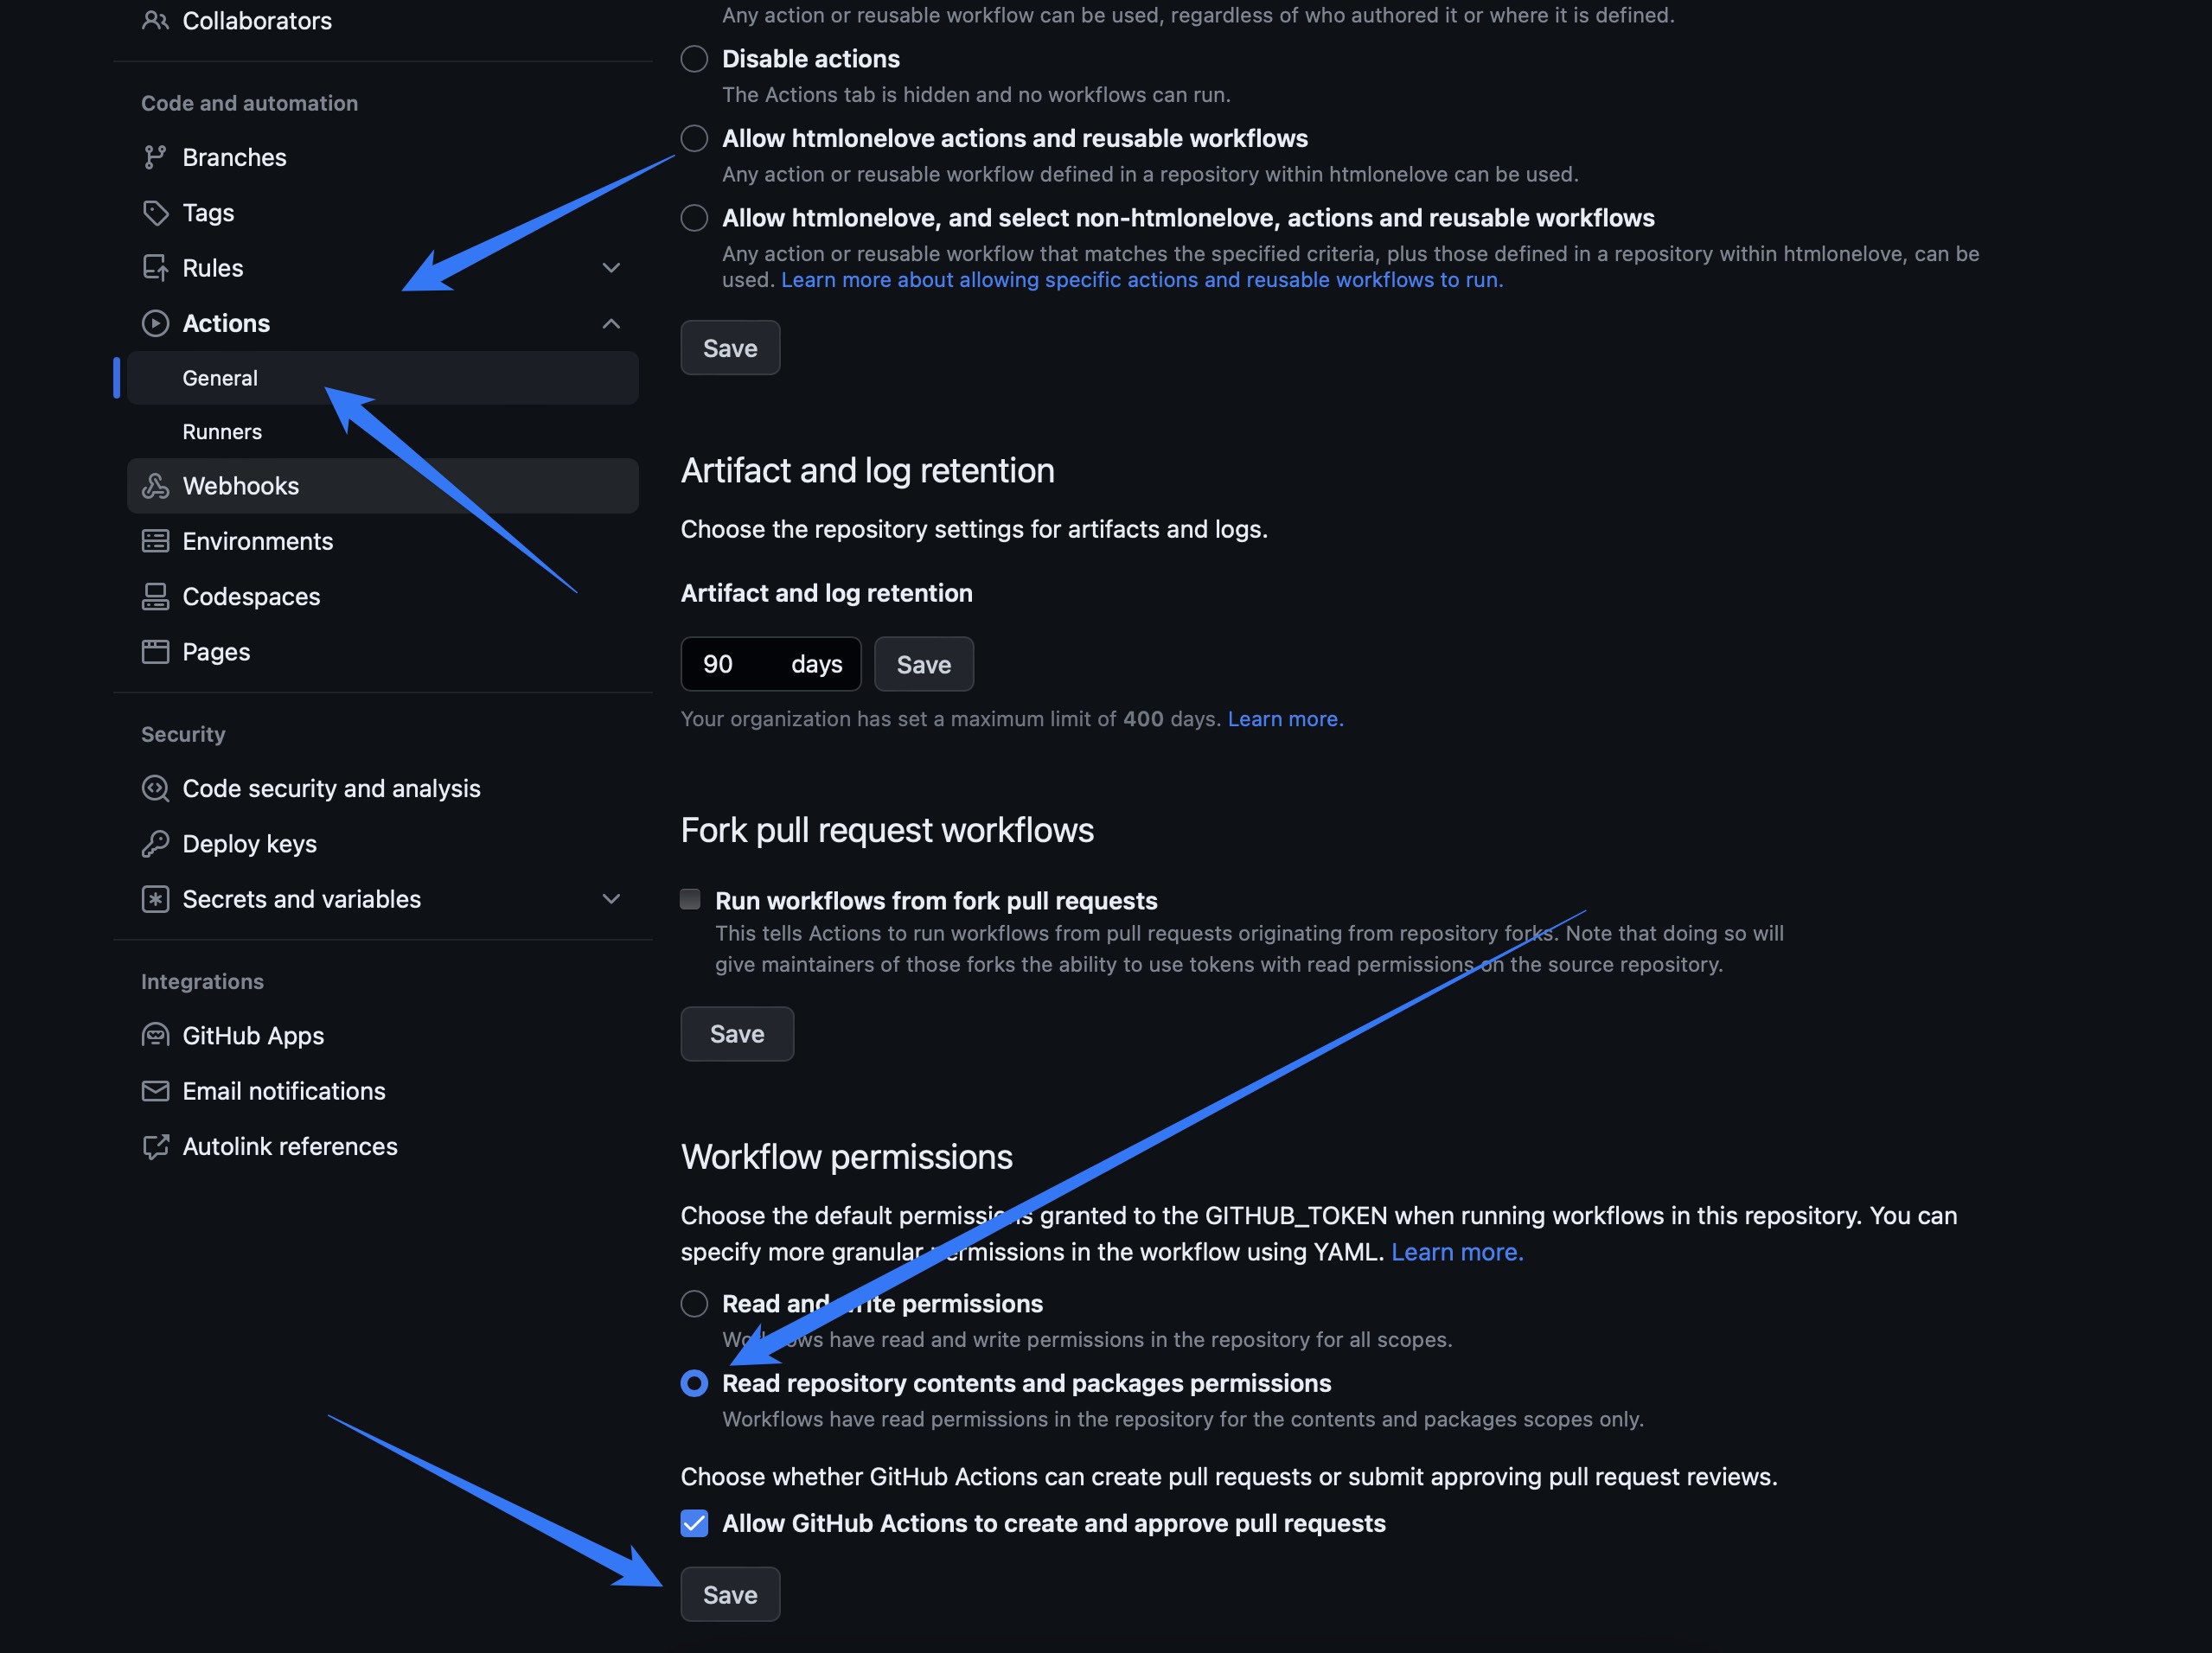 Collaborators
Code and automation
Branches
Tags
Rules
Actions
General
Runners
Webhooks
Environments
Codespaces
Pages
Security
Code security and analysis
Deploy keys
Secrets and variables
Integrations
GitHub Apps
Email notifications
Autolink references
Any action or reusable workflow can be used, regardless of who authored it or where it is defined.
Disable actions
The Actions tab is hidden and no workflows can run.
Allow htmlonelove actions and reusable workflows
Any action or reusable workflow defined in a repository within htmlonelove can be used.
Allow htmlonelove, and select non-htmlonelove, actions and reusable workflows
Any action or reusable workflow that matches the specified criteria, plus those defined in a repository within htmlonelove, can be
used. Learn more about allowing specific actions and reusable workflows to run.
Save
Artifact and log retention
Choose the repository settings for artifacts and logs.
Artifact and log retention
90 days Save
Your organization has set a maximum limit of 400 days. Learn more.
Fork pull request workflows
Run workflows from fork pull requests
This tells Actions to run workflows from pull requests originating from repository forks. Note that doing so will
give maintainers of those forks the ability to use tokens with read permissions on the source repository.
Save
Workflow permissions
Choose the default permissions granted to the GITHUB_TOKEN when running workflows in this repository. You can
specify more granular permissions in the workflow using YAML. Learn more.
Read and write permissions
Workflows have read and write permissions in the repository for all scopes.
Read repository contents and packages permissions
Workflows have read permissions in the repository for the contents and packages scopes only.
Choose whether GitHub Actions can create pull requests or submit approving pull request reviews.
Allow GitHub Actions to create and approve pull requests
Save